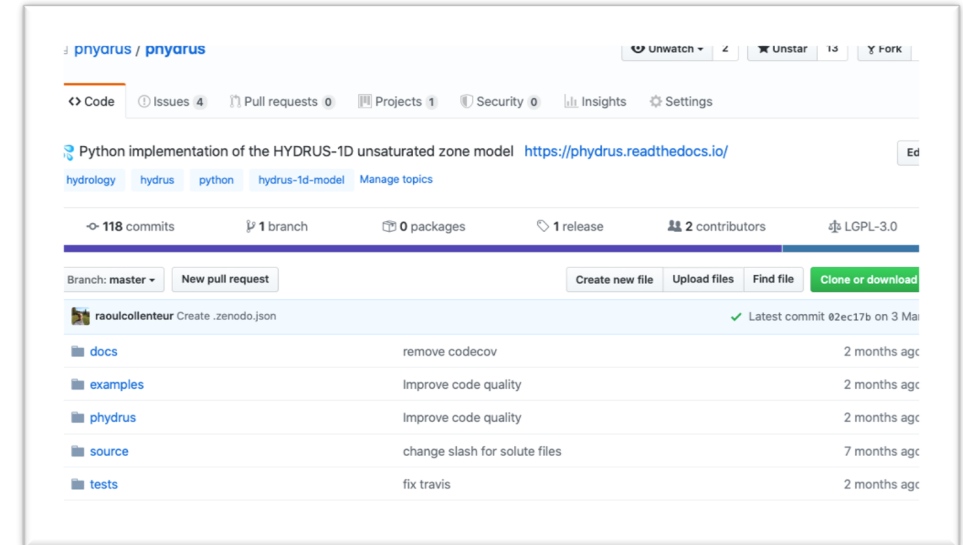 phydrus / phydrus Unwatch 2 Unstar 13 Fork
Code Issues 4 Pull requests 0 Projects 1 Security 0 Insights Settings
Python implementation of the HYDRUS-1D unsaturated zone model https://phydrus.readthedocs.io/ Ed
hydrology hydrus python hydrus-1d-model Manage topics
118 commits 1 branch 0 packages 1 release 2 contributors LGPL-3.0
Branch: master New pull request Create new file Upload files Find file Clone or download
raoulcollenteur Create .zenodo.json Latest commit 02ec17b on 3 Mar
docs remove codecov 2 months ago
examples Improve code quality 2 months ago
phydrus Improve code quality 2 months ago
source change slash for solute files 7 months ago
tests fix travis 2 months ago